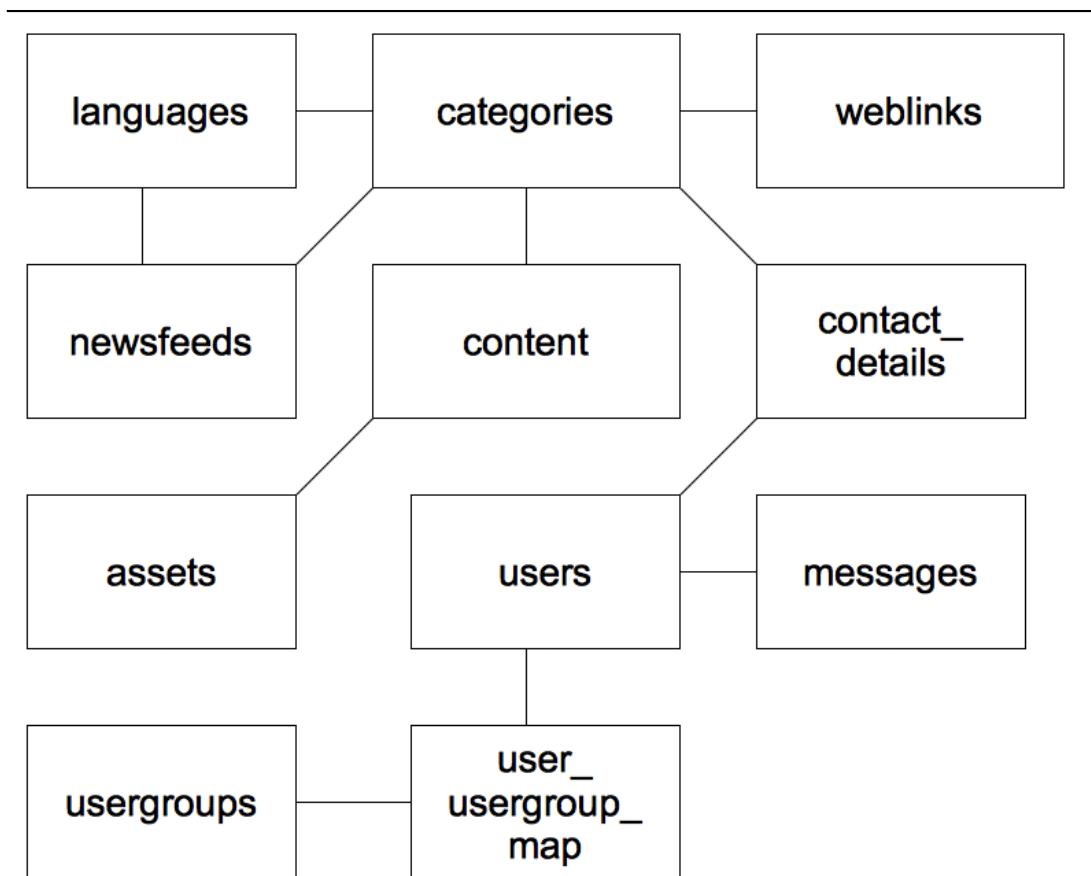 languages
categories
weblinks
newsfeeds
content
contact_
details
assets
users
messages
usergroups
user_
usergroup_
map